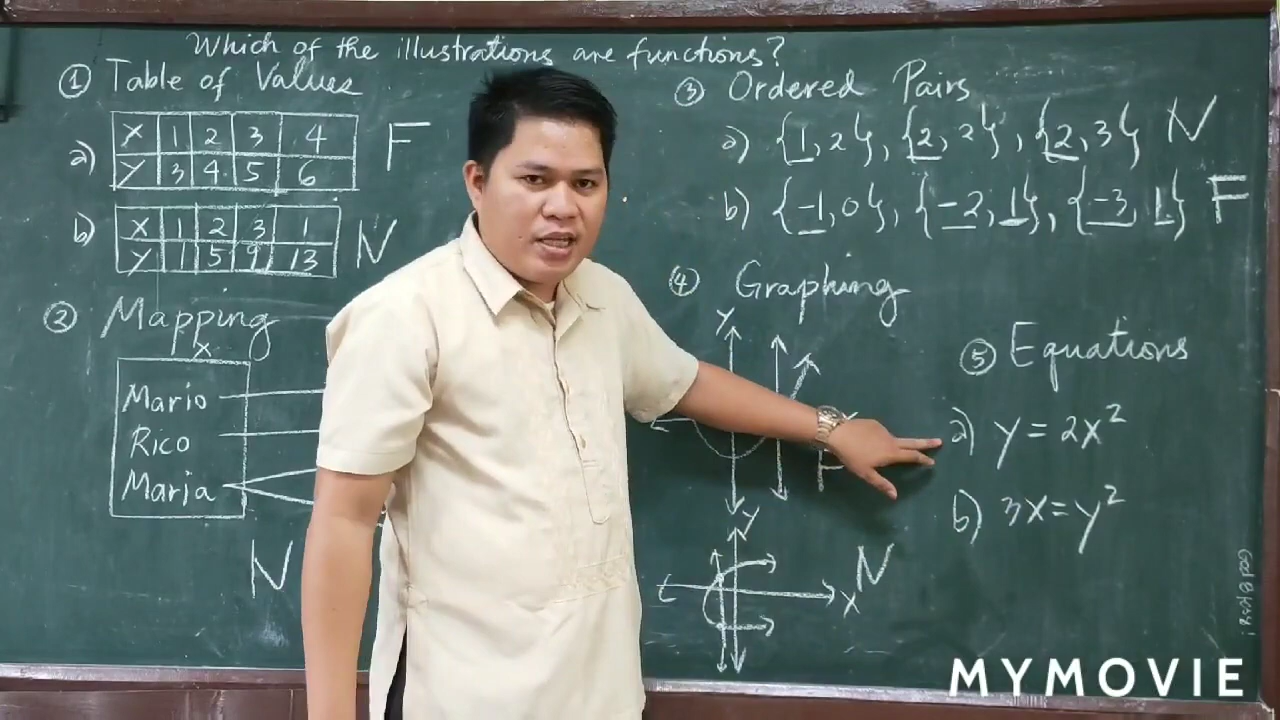 Which of the illustrations are functions?
① Table of Values
a) X 1 2 3 4 F
Y 3 4 5 6
b) X 1 2 3 1 N
Y 1 5 9 13
② Mapping
X
Mario
Rico
Maria
N
③ Ordered Pairs
a) {1, 2}, {2, 2}, {2, 3} N
b) {-1, 0}, {-2, 1}, {-3, 1} F
④ Graphing
Y
F
Y
N
X
⑤ Equations
a) y = 2x²
b) 3x = y²
MYMOVIE